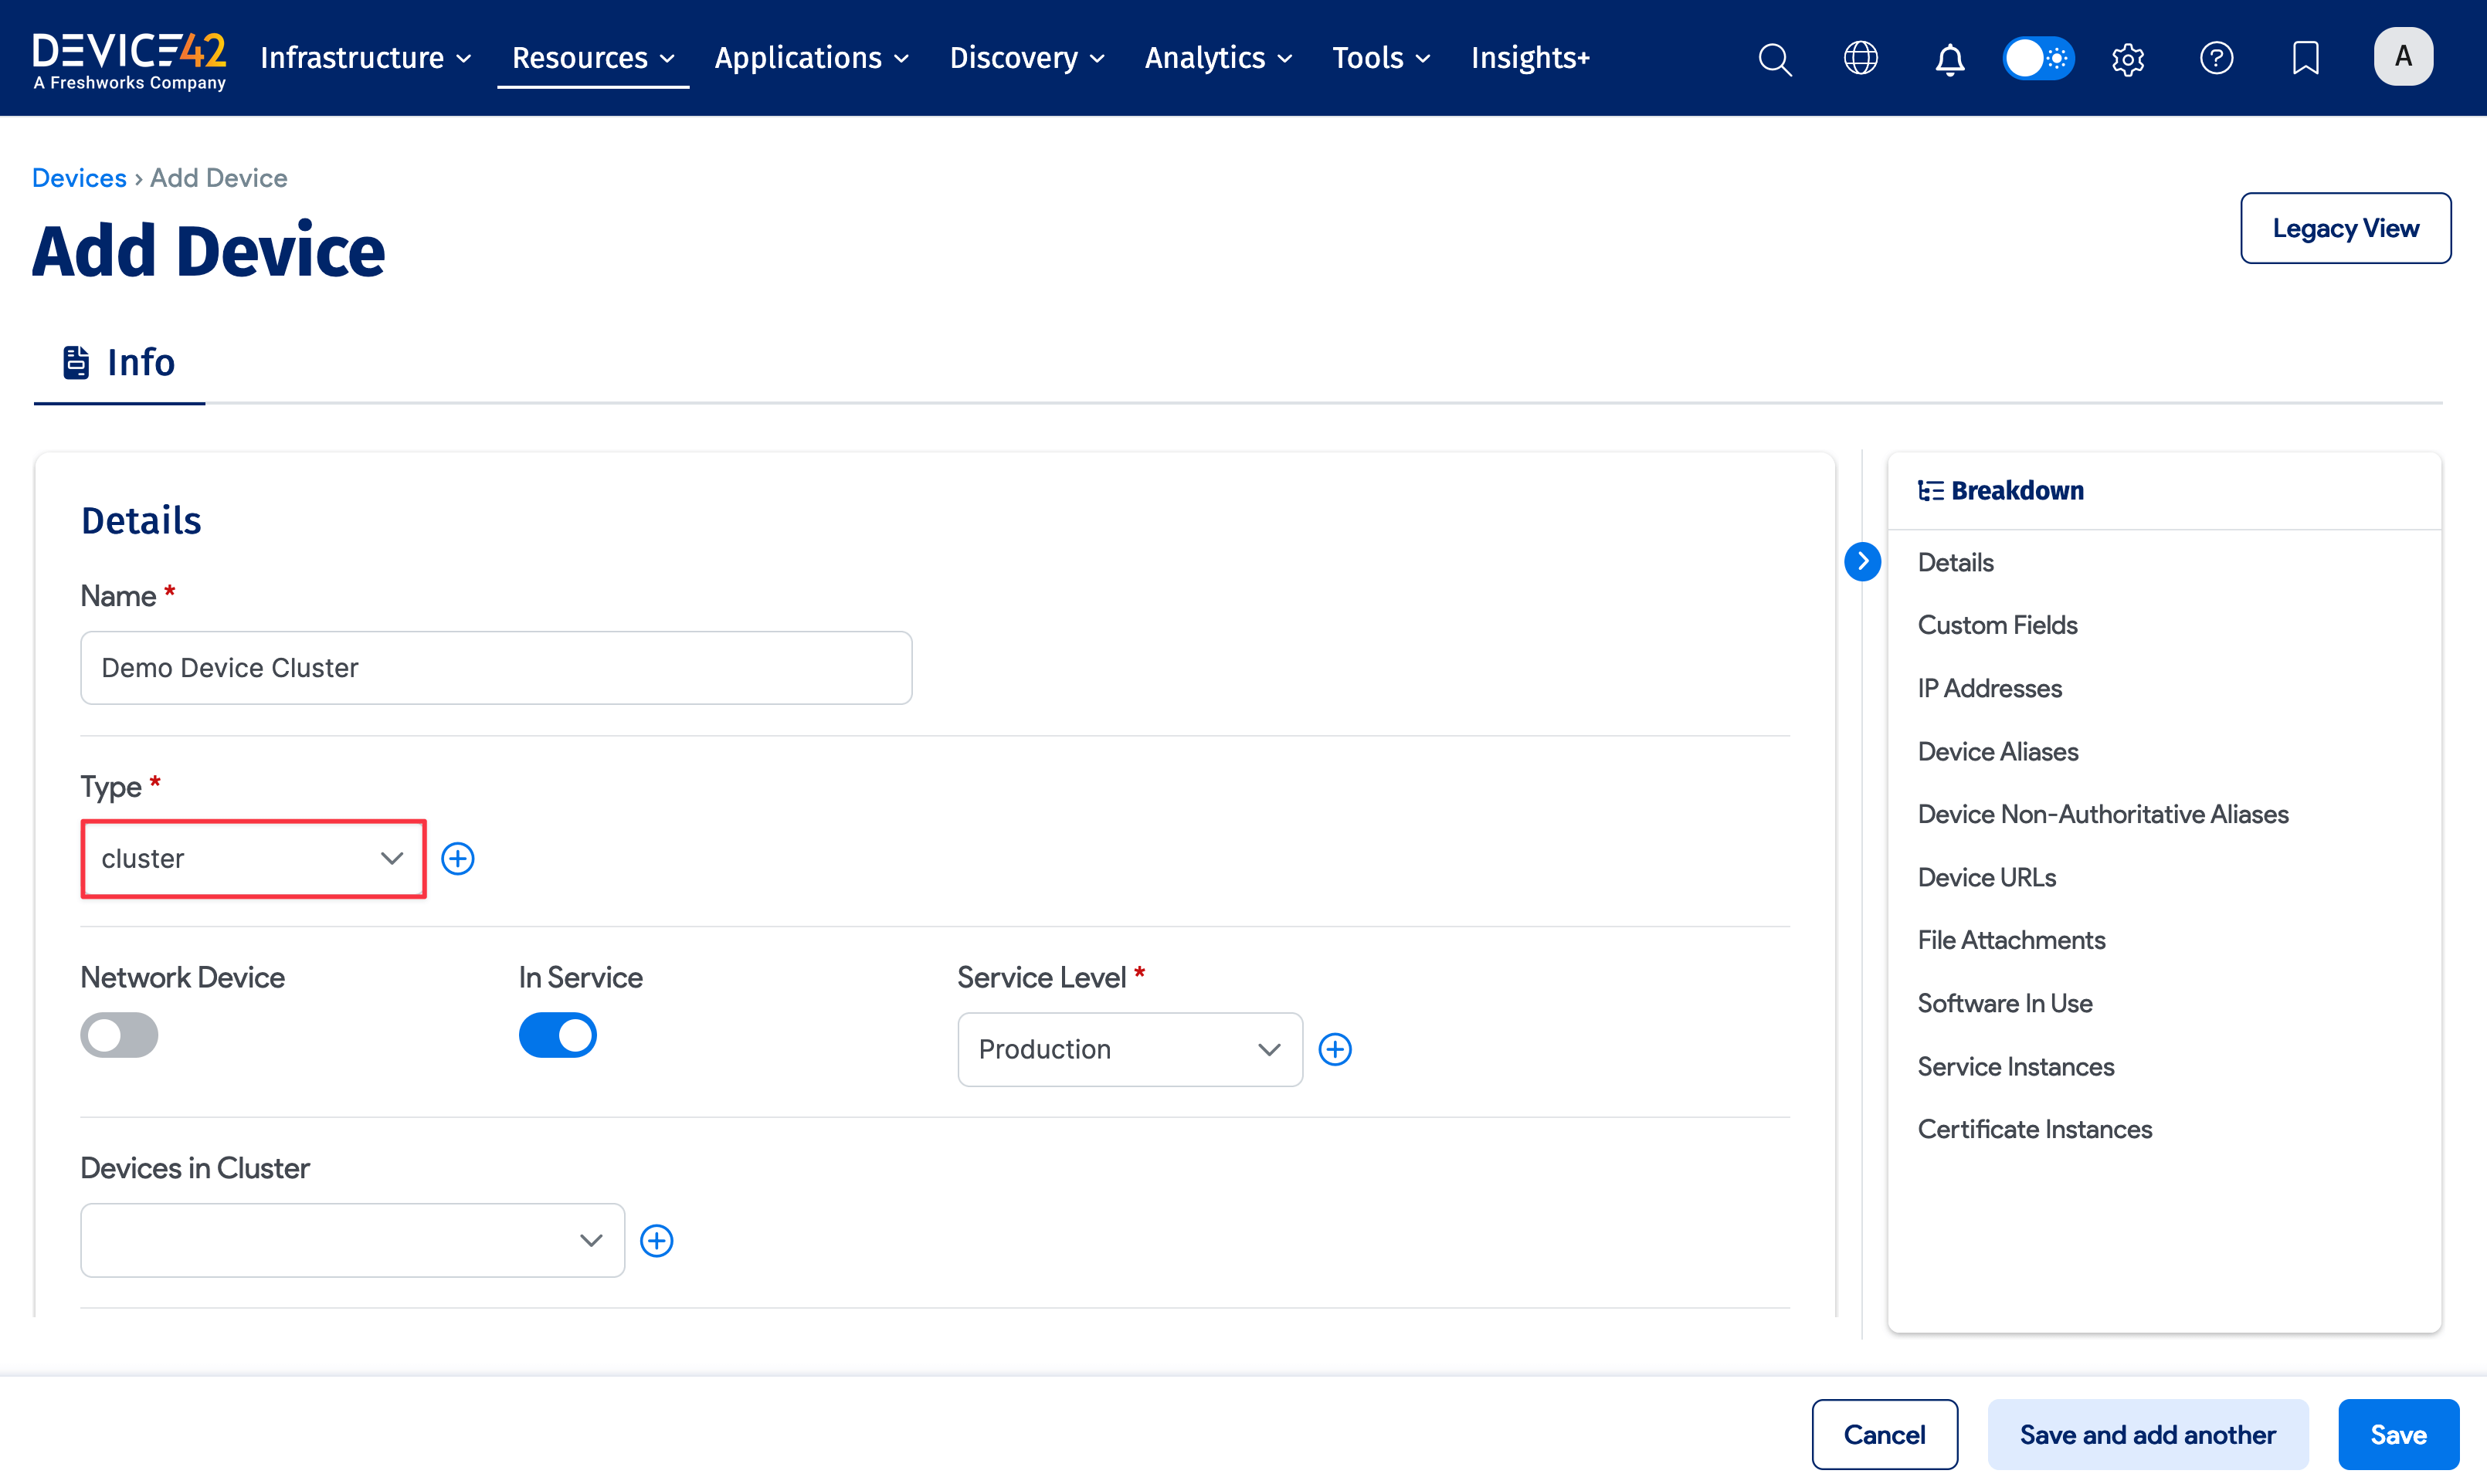 DEVICE42
A Freshworks Company
Infrastructure Resources Applications Discovery Analytics Tools Insights+
A
Devices › Add Device
Add Device
Legacy View
Info
Details
Name *
Demo Device Cluster
Type *
cluster
Network Device In Service Service Level *
Production
Devices in Cluster
Breakdown
Details
Custom Fields
IP Addresses
Device Aliases
Device Non-Authoritative Aliases
Device URLs
File Attachments
Software In Use
Service Instances
Certificate Instances
Cancel Save and add another Save